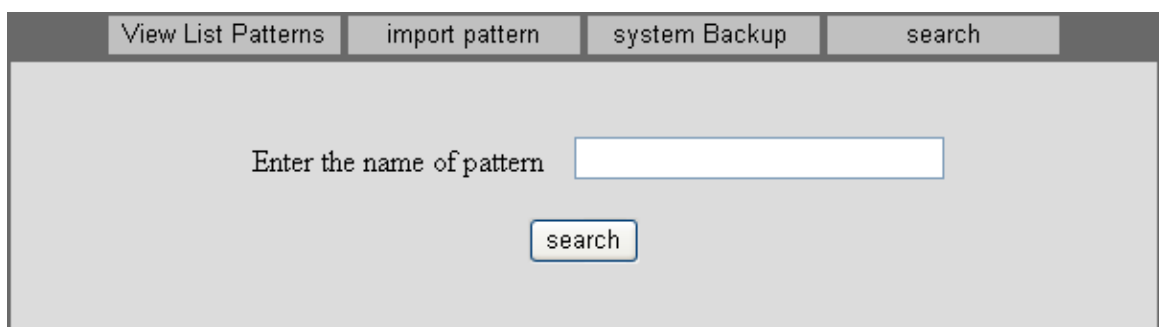 View List Patterns import pattern system Backup search
Enter the name of pattern
search